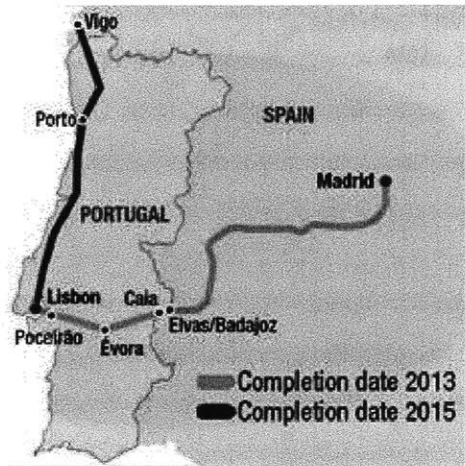 Vigo
Porto
SPAIN
Madrid
PORTUGAL
Lisbon
Caia
Elvas/Badajoz
Poceirão
Évora
Completion date 2013
Completion date 2015